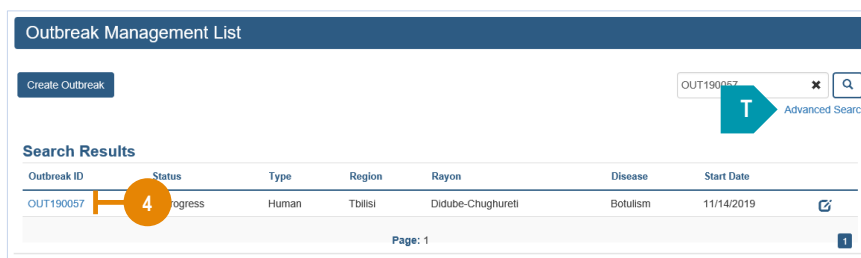 Outbreak Management List
Create Outbreak
OUT190057
T
Advanced Searc
Search Results
Outbreak ID Status Type Region Rayon Disease Start Date
OUT190057 4 rogress Human Tbilisi Didube-Chughureti Botulism 11/14/2019
Page: 1 1